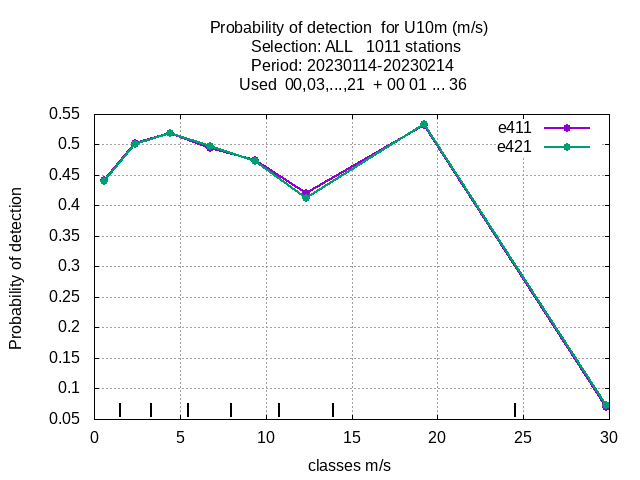 Probability of detection  for U10m (m/s)
Selection: ALL   1011 stations
Period: 20230114-20230214
Used  00,03,...,21  + 00 01 ... 36
e411
e421
0.55
0.5
0.45
0.4
0.35
0.3
0.25
0.2
0.15
0.1
0.05
Probability of detection
0 5 10 15 20 25 30
classes m/s